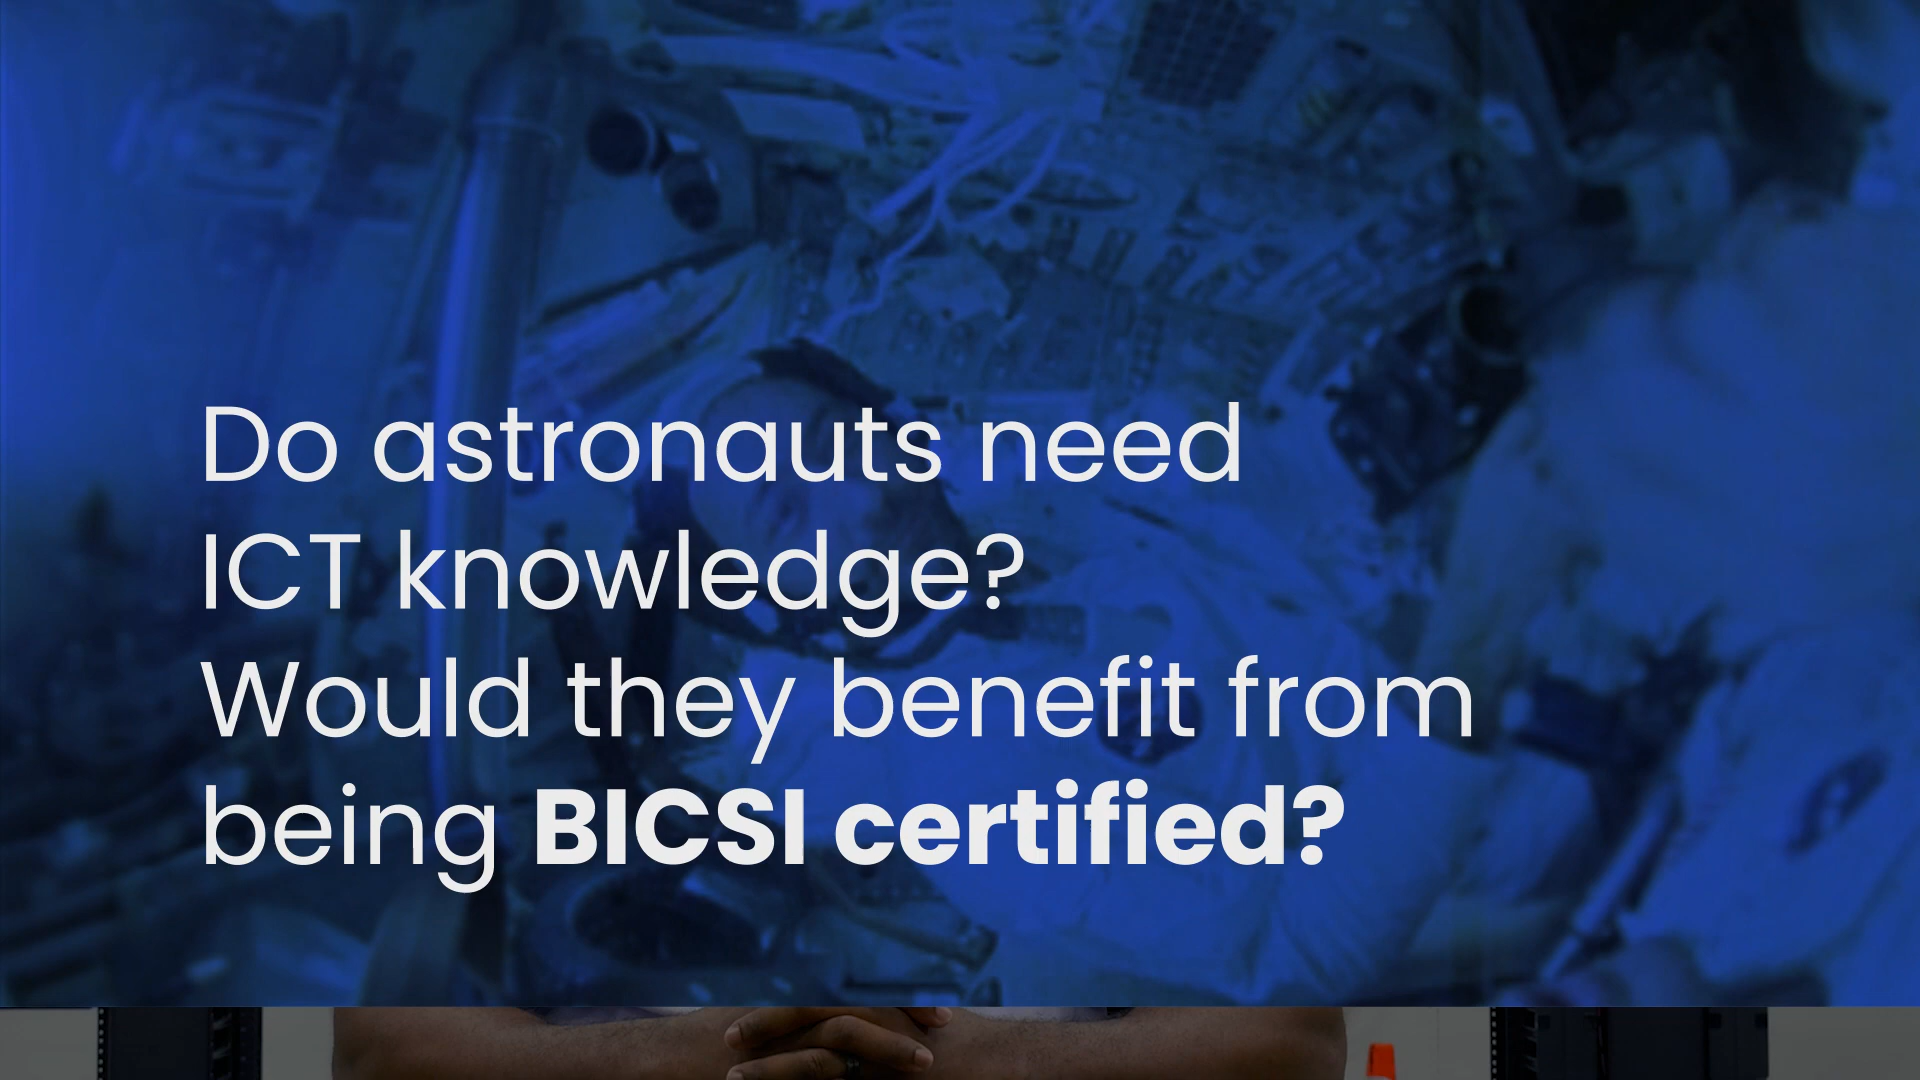 Do astronauts need
ICT knowledge?
Would they benefit from
being BICSI certified?